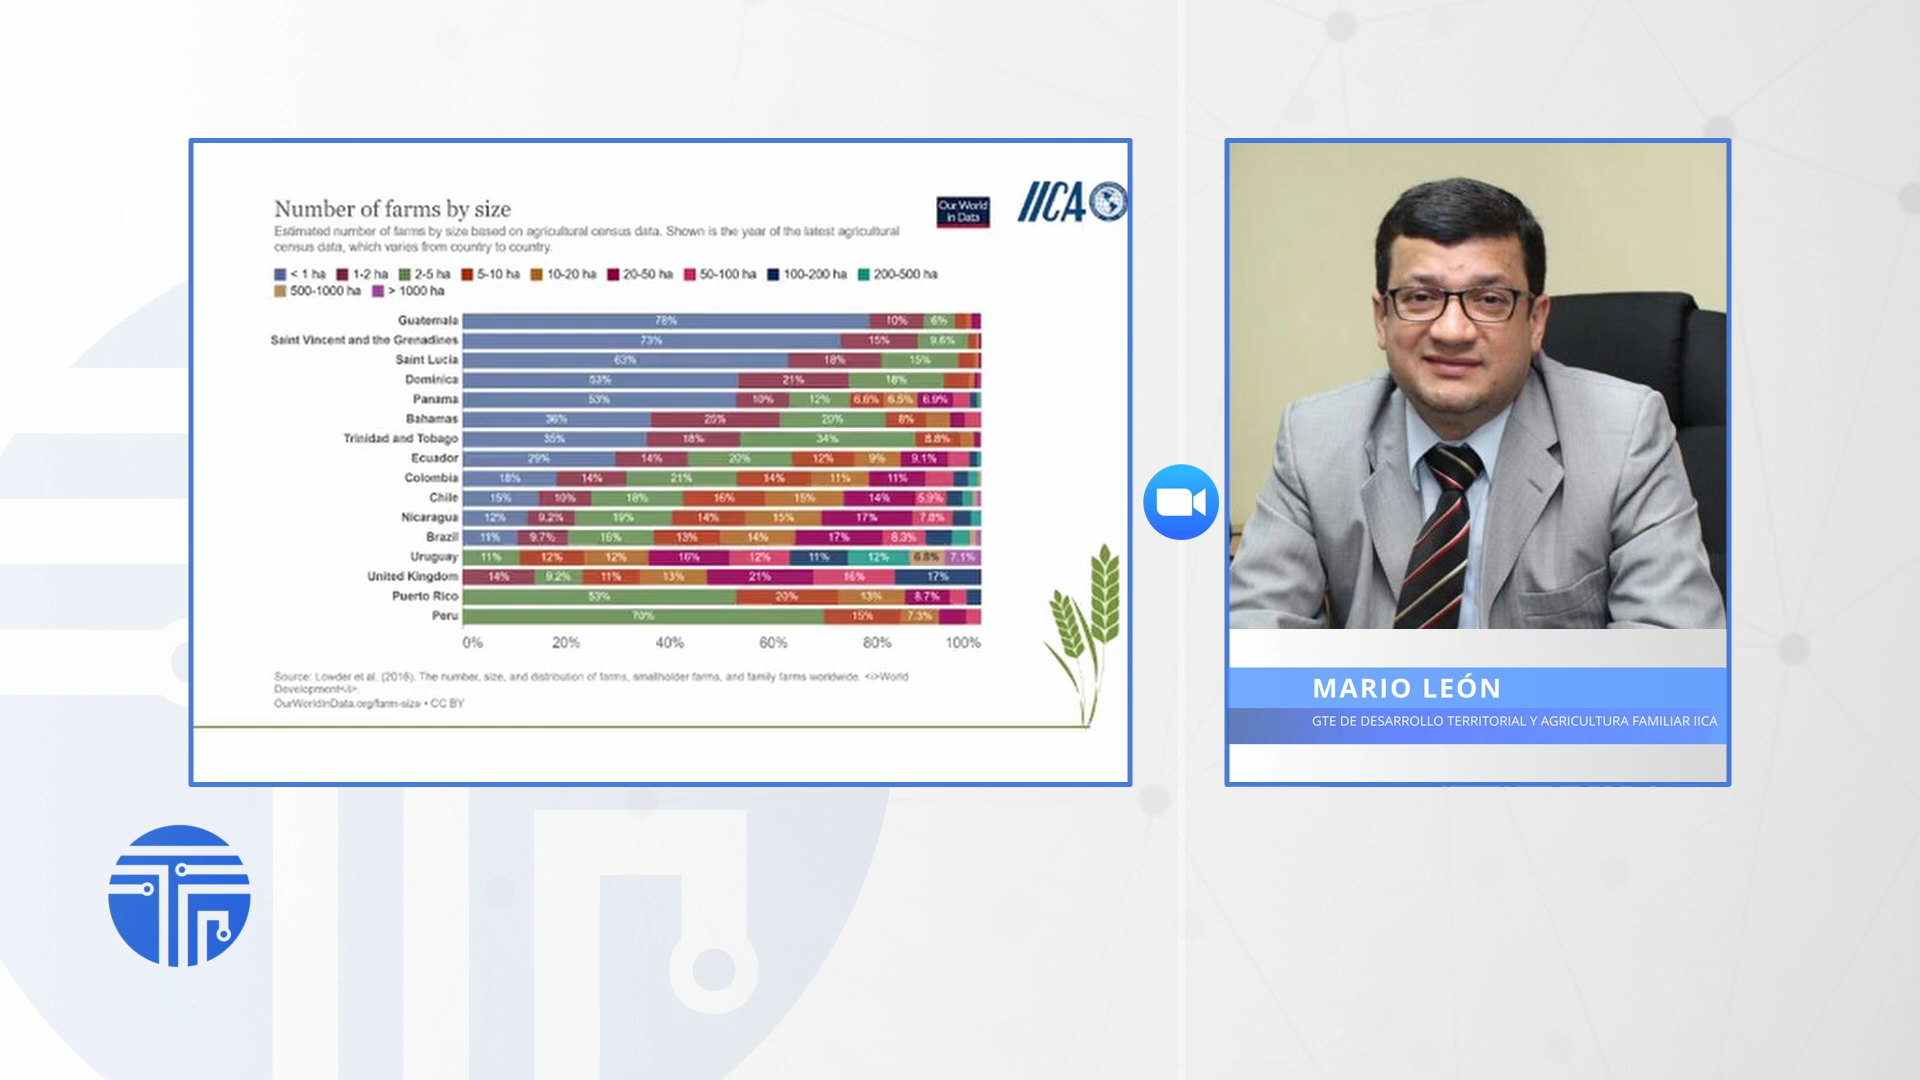 Number of farms by size
Our World
in Data
IICA
Estimated number of farms by size based on agricultural census data. Shown is the year of the latest agricultural
census data, which varies from country to country.
< 1 ha 1-2 ha 2-5 ha 5-10 ha 10-20 ha 20-50 ha 50-100 ha 100-200 ha 200-500 ha
500-1000 ha > 1000 ha
Guatemala 78% 10% 6%
Saint Vincent and the Grenadines 73% 15% 9.6%
Saint Lucia 63% 18% 15%
Dominica 53% 21% 18%
Panama 53% 10% 12% 6.6% 6.5% 6.9%
Bahamas 36% 25% 20% 8%
Trinidad and Tobago 35% 18% 34% 8.8%
Ecuador 29% 14% 20% 12% 9% 9.1%
Colombia 18% 14% 21% 14% 11% 11%
Chile 15% 10% 18% 16% 15% 14% 5.9%
Nicaragua 12% 9.2% 19% 14% 15% 17% 7.8%
Brazil 11% 9.7% 16% 13% 14% 17% 8.3%
Uruguay 11% 12% 12% 16% 12% 11% 12% 6.8% 7.1%
United Kingdom 14% 9.2% 11% 13% 21% 16% 17%
Puerto Rico 53% 20% 13% 8.7%
Peru 70% 15% 7.3%
0% 20% 40% 60% 80% 100%
Source: Lowder et al. (2016). The number, size, and distribution of farms, smallholder farms, and family farms worldwide. <i>World
Development</i>.
OurWorldInData.org/farm-size • CC BY
MARIO LEÓN
GTE DE DESARROLLO TERRITORIAL Y AGRICULTURA FAMILIAR IICA